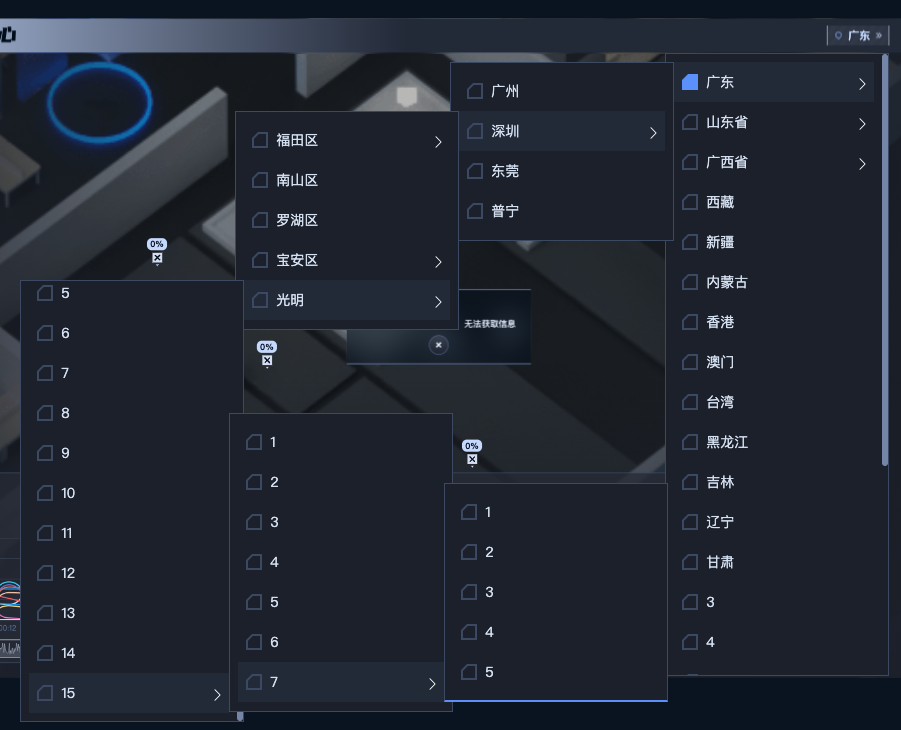 广东
广东
山东省
广西省
西藏
新疆
内蒙古
香港
澳门
台湾
黑龙江
吉林
辽宁
甘肃
3
4
广州
深圳
东莞
普宁
福田区
南山区
罗湖区
宝安区
光明
无法获取信息
0%
0%
0%
5
6
7
8
9
10
11
12
13
14
15
1
2
3
4
5
6
7
1
2
3
4
5
00:12